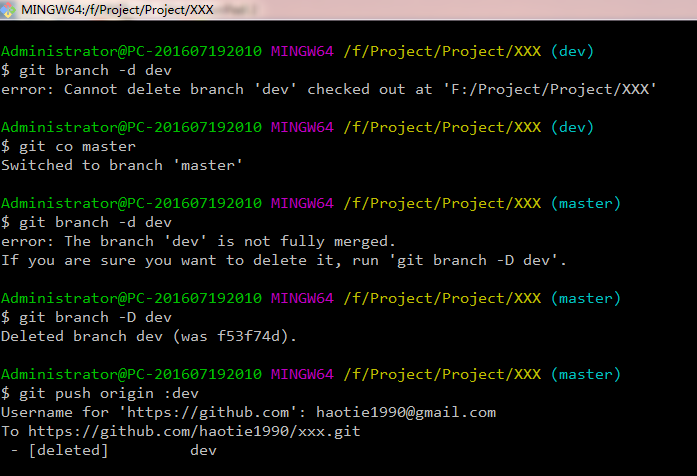 MINGW64:/f/Project/Project/XXX
Administrator@PC-201607192010 MINGW64 /f/Project/Project/XXX (dev)
$ git branch -d dev
error: Cannot delete branch 'dev' checked out at 'F:/Project/Project/XXX'
Administrator@PC-201607192010 MINGW64 /f/Project/Project/XXX (dev)
$ git co master
Switched to branch 'master'
Administrator@PC-201607192010 MINGW64 /f/Project/Project/XXX (master)
$ git branch -d dev
error: The branch 'dev' is not fully merged.
If you are sure you want to delete it, run 'git branch -D dev'.
Administrator@PC-201607192010 MINGW64 /f/Project/Project/XXX (master)
$ git branch -D dev
Deleted branch dev (was f53f74d).
Administrator@PC-201607192010 MINGW64 /f/Project/Project/XXX (master)
$ git push origin :dev
Username for 'https://github.com': haotie1990@gmail.com
To https://github.com/haotie1990/xxx.git
 - [deleted]         dev